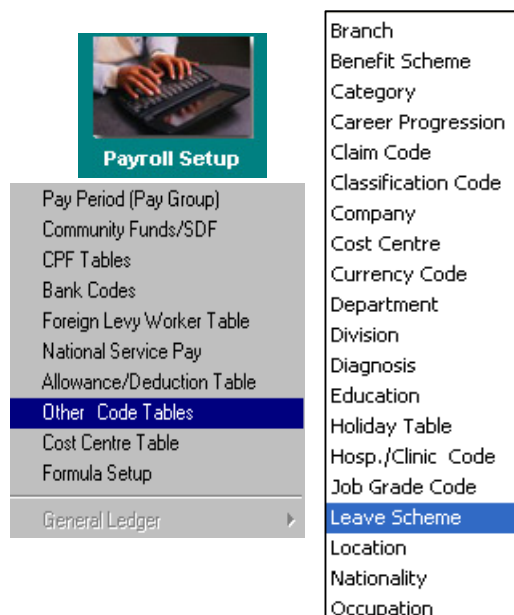 Payroll Setup
Pay Period (Pay Group)
Community Funds/SDF
CPF Tables
Bank Codes
Foreign Levy Worker Table
National Service Pay
Allowance/Deduction Table
Other Code Tables
Cost Centre Table
Formula Setup
General Ledger
Branch
Benefit Scheme
Category
Career Progression
Claim Code
Classification Code
Company
Cost Centre
Currency Code
Department
Division
Diagnosis
Education
Holiday Table
Hosp./Clinic Code
Job Grade Code
Leave Scheme
Location
Nationality
Occupation